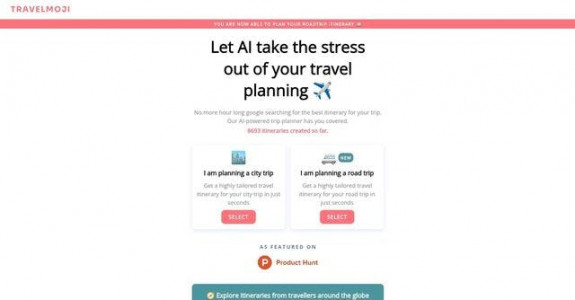 TRAVELMOJI
YOU ARE NOW ABLE TO PLAN YOUR ROADTRIP ITINERARY
Let AI take the stress
out of your travel
planning ✈️
No more hour long google searching for the best itinerary for your trip.
Our AI-powered trip planner has you covered.
8693 itineraries created so far.
I am planning a city trip
Get a highly tailored travel
itinerary for your city trip in just
seconds
SELECT
NEW
I am planning a road trip
Get a highly tailored travel
itinerary for your road trip in
just seconds
SELECT
AS FEATURED ON
P Product Hunt
🧭 Explore itineraries from travellers around the globe